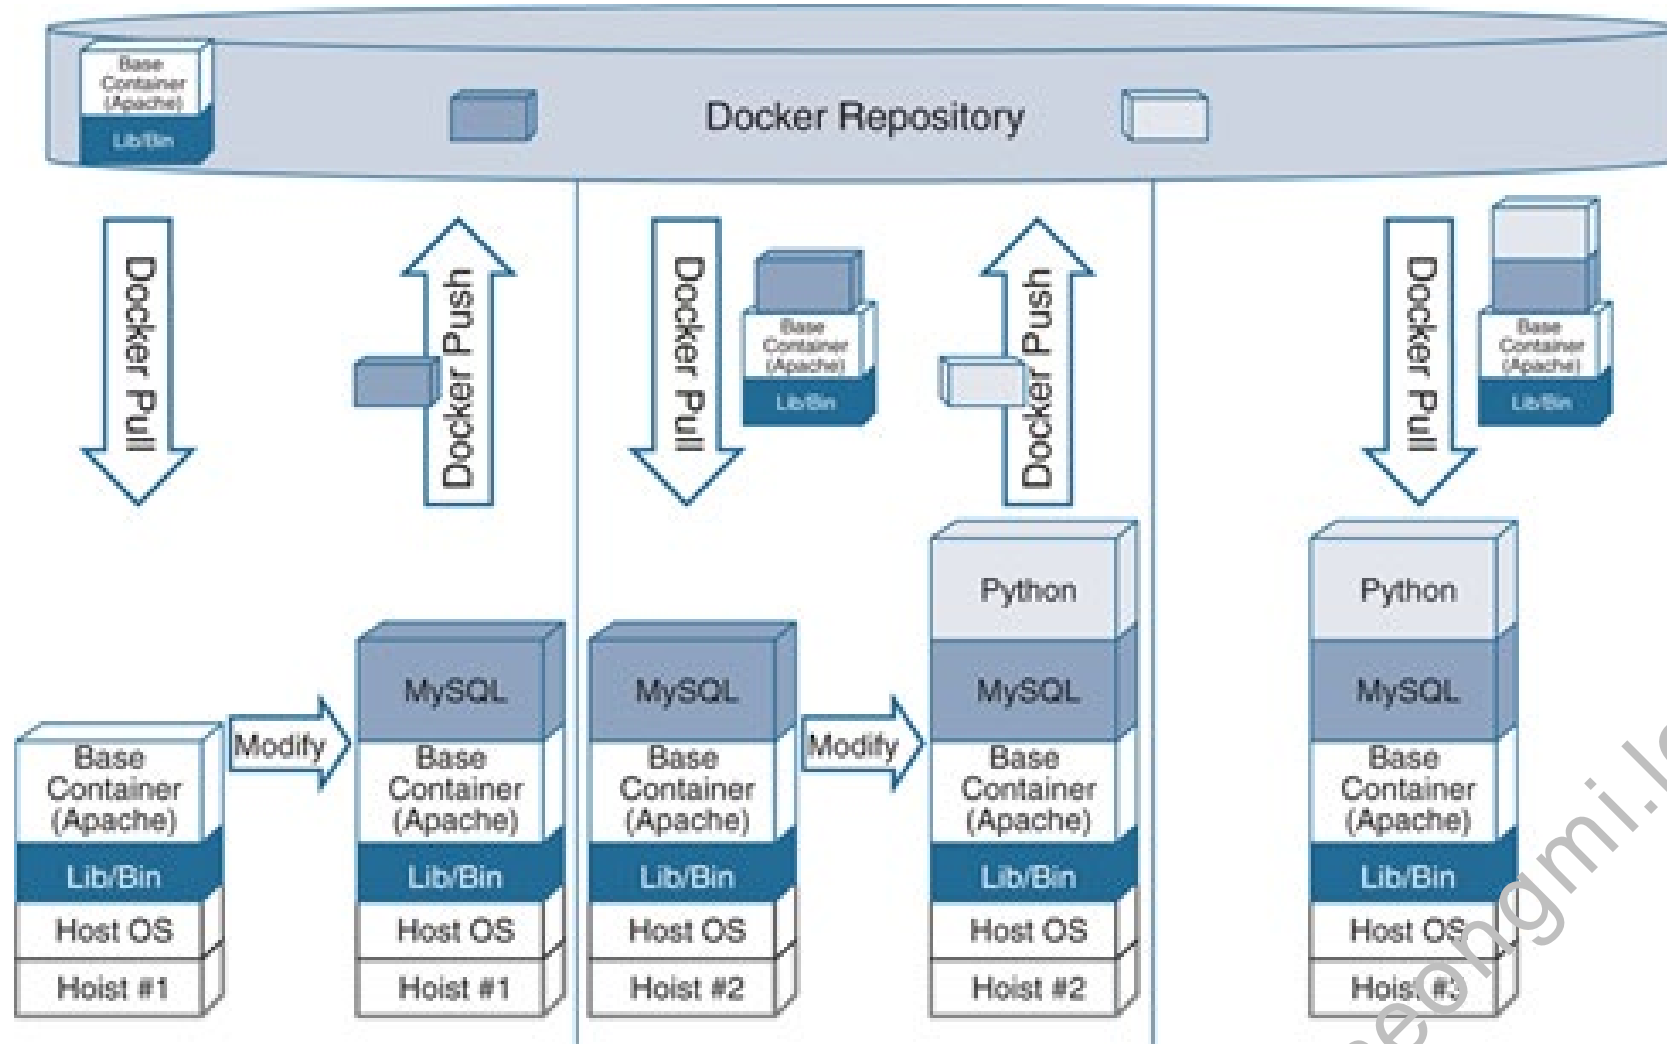 Base
Container
(Apache)
Lib/Bin
Docker Repository
Docker Pull
Docker Push
Docker Pull
Base
Container
(Apache)
Lib/Bin
Docker Push
Docker Pull
Base
Container
(Apache)
Lib/Bin
Base
Container
(Apache)
Lib/Bin
Host OS
Hoist #1
Modify
MySQL
Base
Container
(Apache)
Lib/Bin
Host OS
Hoist #1
MySQL
Base
Container
(Apache)
Lib/Bin
Host OS
Hoist #2
Modify
Python
MySQL
Base
Container
(Apache)
Lib/Bin
Host OS
Hoist #2
Python
MySQL
Base
Container
(Apache)
Lib/Bin
Host OS
Hoist #3